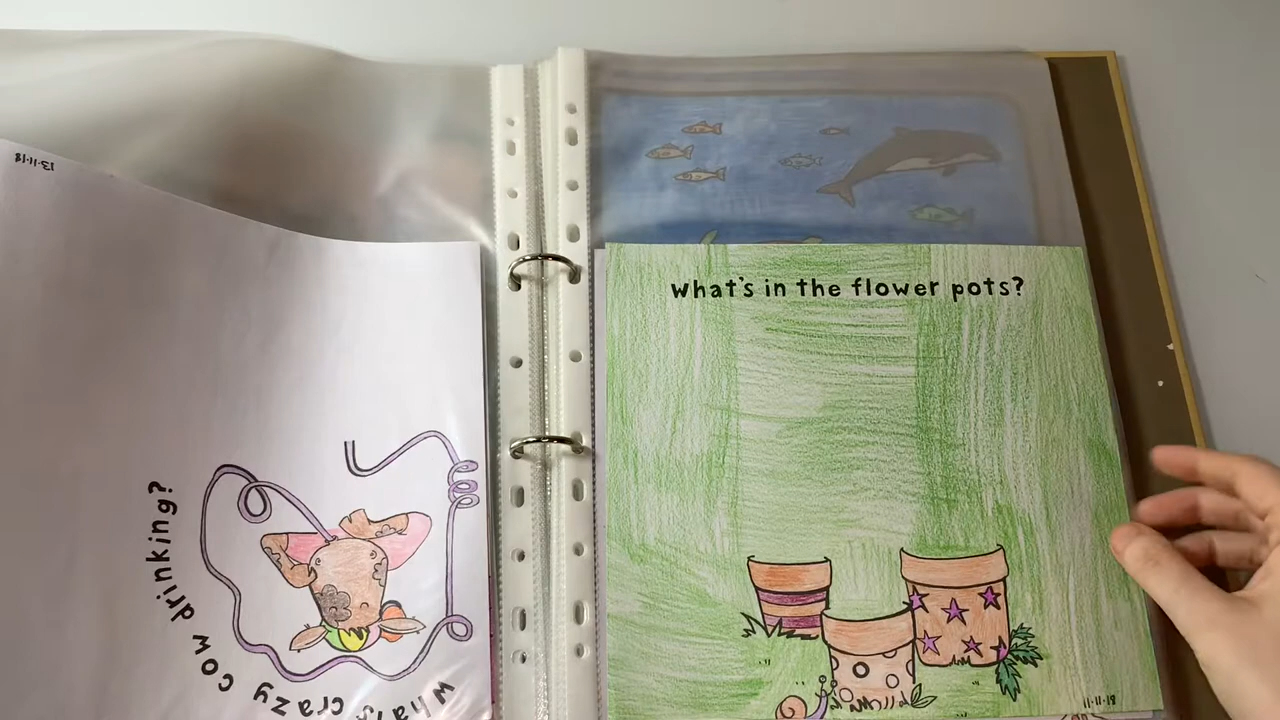 13·11·18
what's crazy cow drinking?
what's in the flower pots?
11·11·18